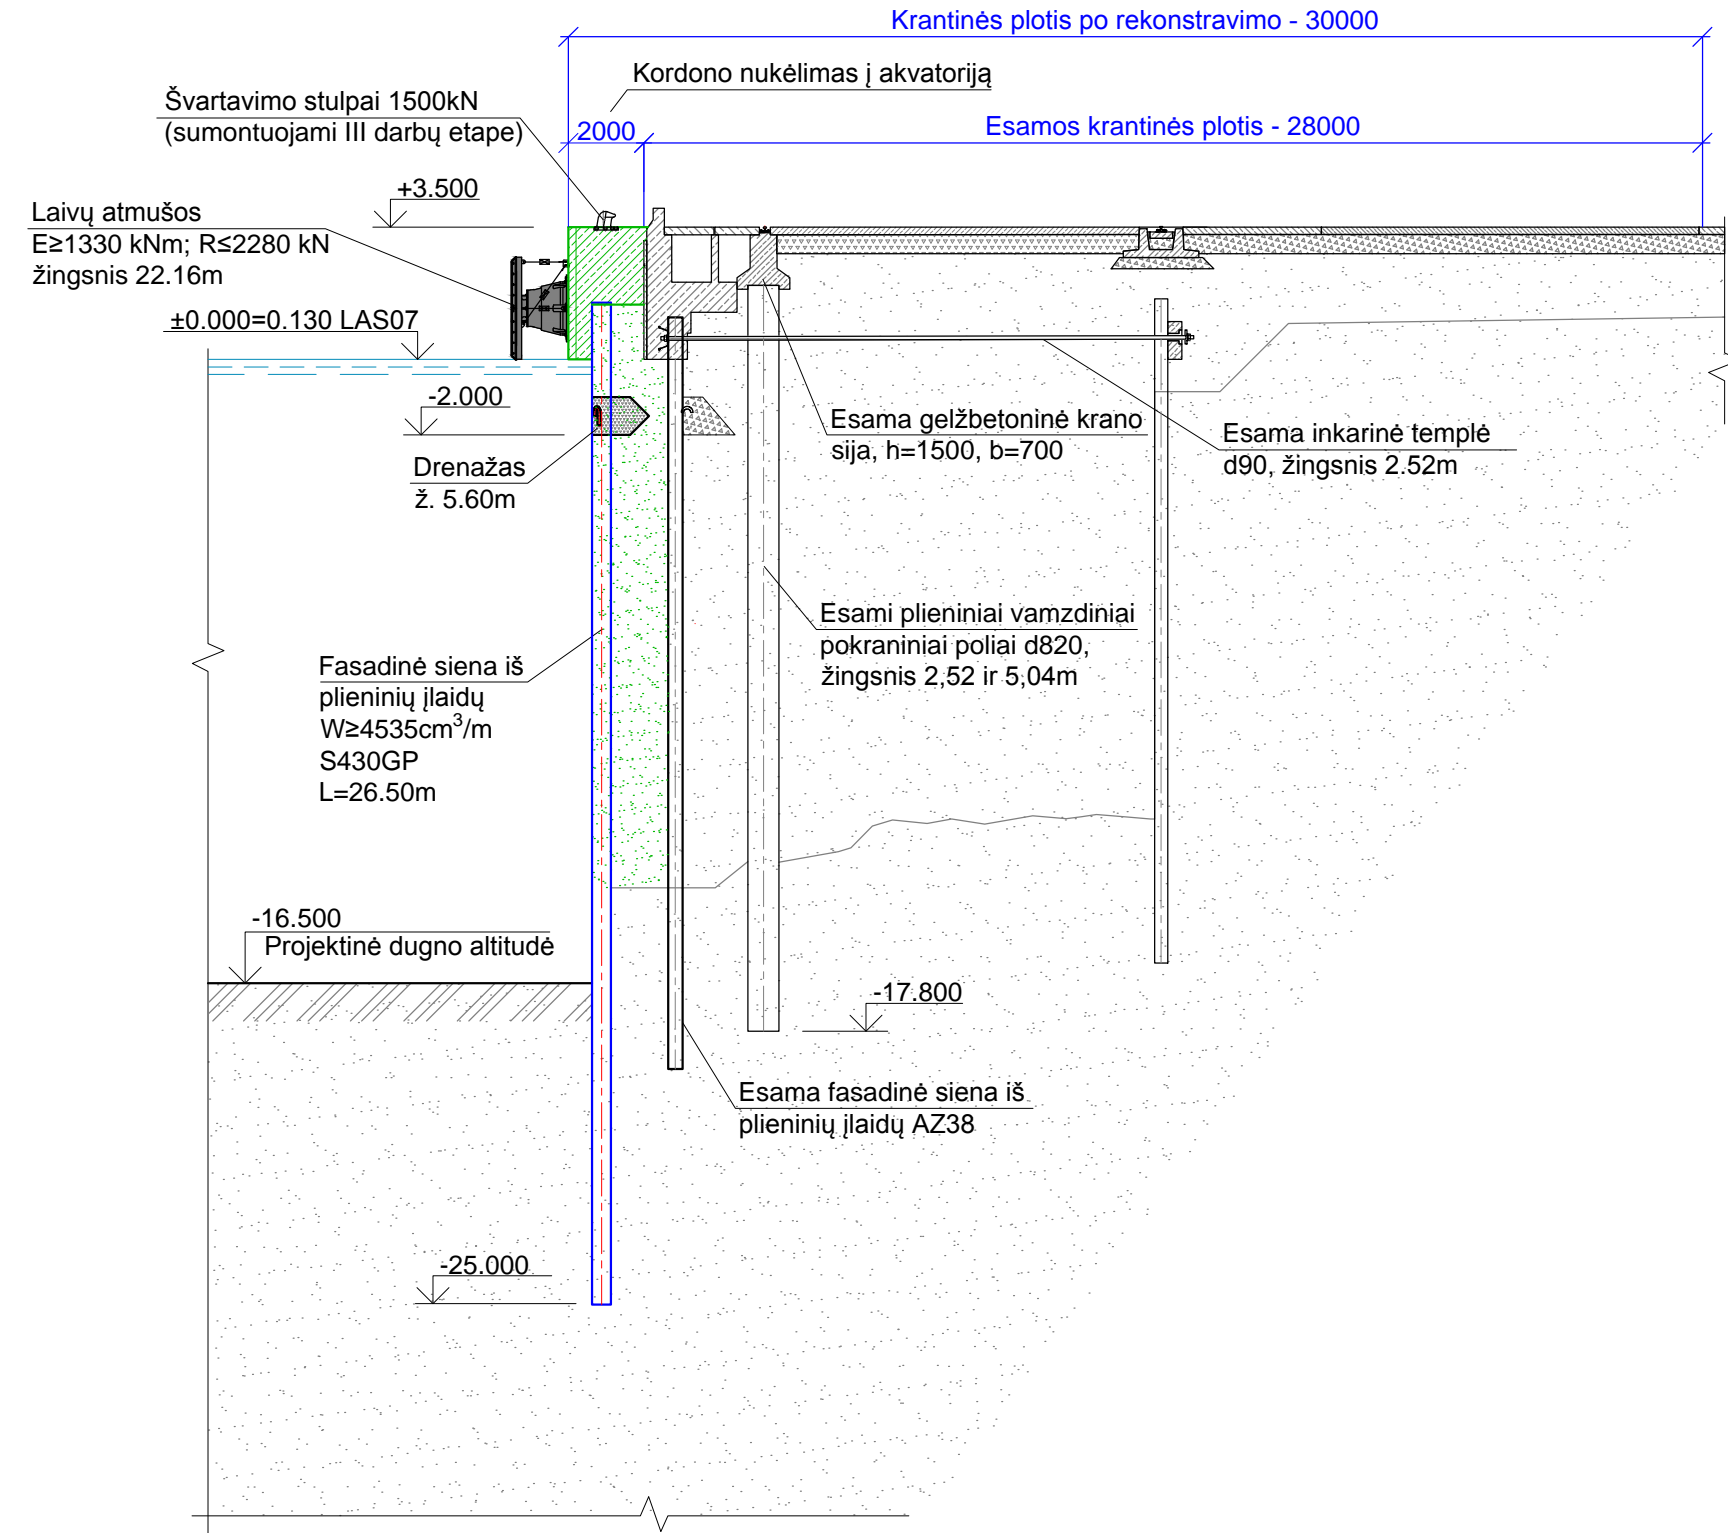 Krantinės plotis po rekonstravimo - 30000
Kordono nukėlimas į akvatoriją
Švartavimo stulpai 1500kN
(sumontuojami III darbų etape)
2000
Esamos krantinės plotis - 28000
+3.500
Laivų atmušos
E≥1330 kNm; R≤2280 kN
žingsnis 22.16m
±0.000=0.130 LAS07
-2.000
Drenažas
ž. 5.60m
Esama gelžbetoninė krano
sija, h=1500, b=700
Esama inkarinė templė
d90, žingsnis 2.52m
Esami plieniniai vamzdiniai
pokraniniai poliai d820,
žingsnis 2,52 ir 5,04m
Fasadinė siena iš
plieninių įlaidų
W≥4535cm³/m
S430GP
L=26.50m
-16.500
Projektinė dugno altitudė
-17.800
Esama fasadinė siena iš
plieninių įlaidų AZ38
-25.000